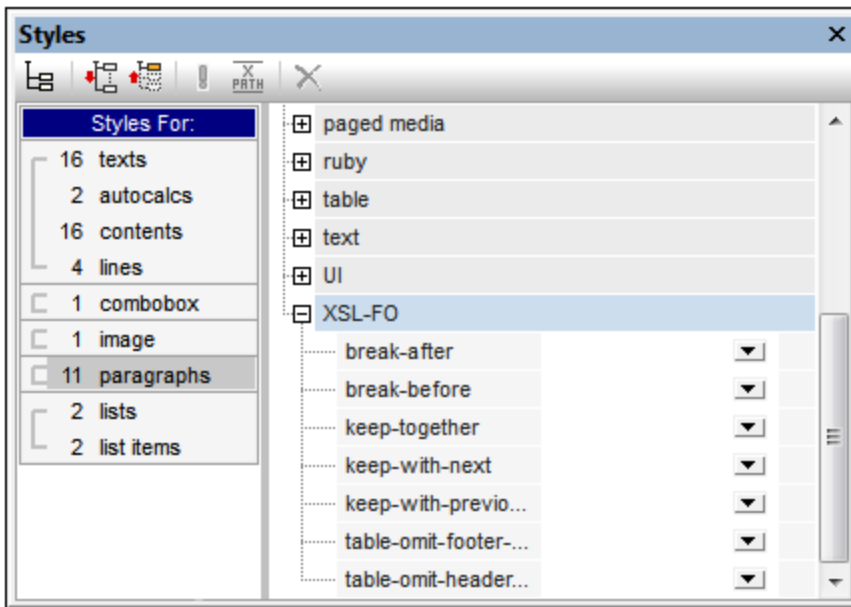 Styles
X
PATH
Styles For:
16 texts
2 autocalcs
16 contents
4 lines
1 combobox
1 image
11 paragraphs
2 lists
2 list items
paged media
ruby
table
text
UI
XSL-FO
break-after
break-before
keep-together
keep-with-next
keep-with-previo...
table-omit-footer-...
table-omit-header...